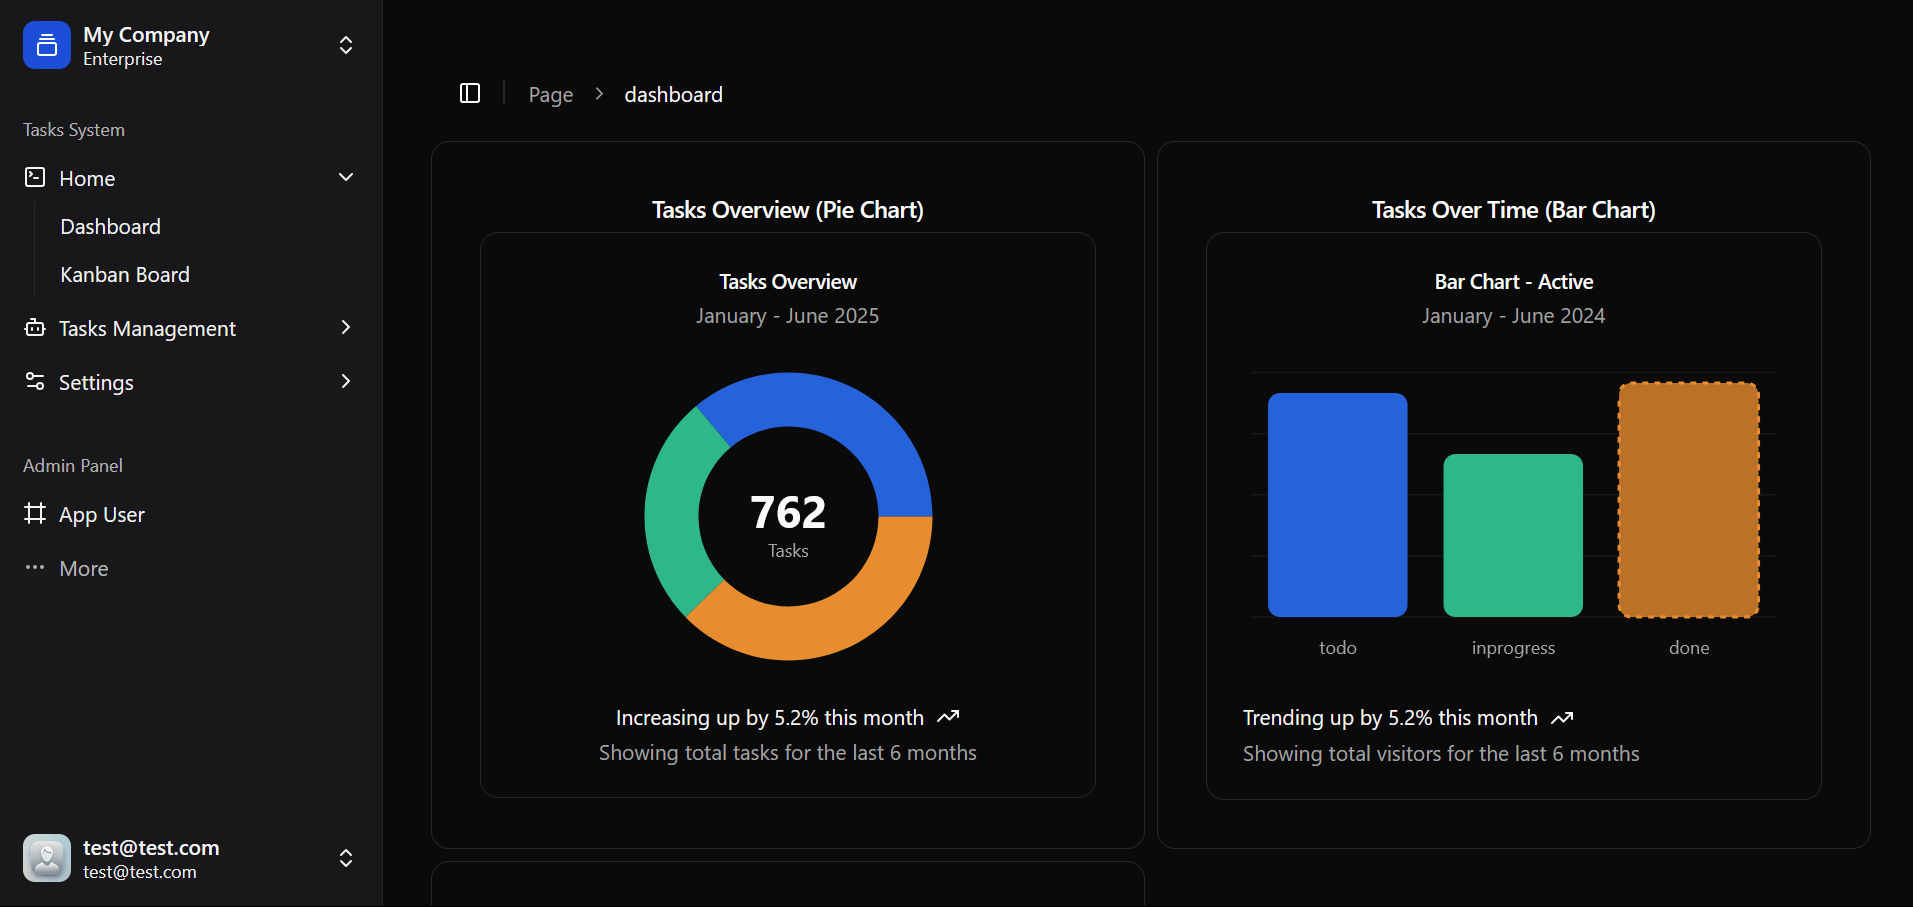 My Company
Enterprise
Tasks System
Home
Dashboard
Kanban Board
Tasks Management
Settings
Admin Panel
App User
More
test@test.com
test@test.com
Page
dashboard
Tasks Overview (Pie Chart)
Tasks Overview
January - June 2025
762
Tasks
Increasing up by 5.2% this month
Showing total tasks for the last 6 months
Tasks Over Time (Bar Chart)
Bar Chart - Active
January - June 2024
todo
inprogress
done
Trending up by 5.2% this month
Showing total visitors for the last 6 months